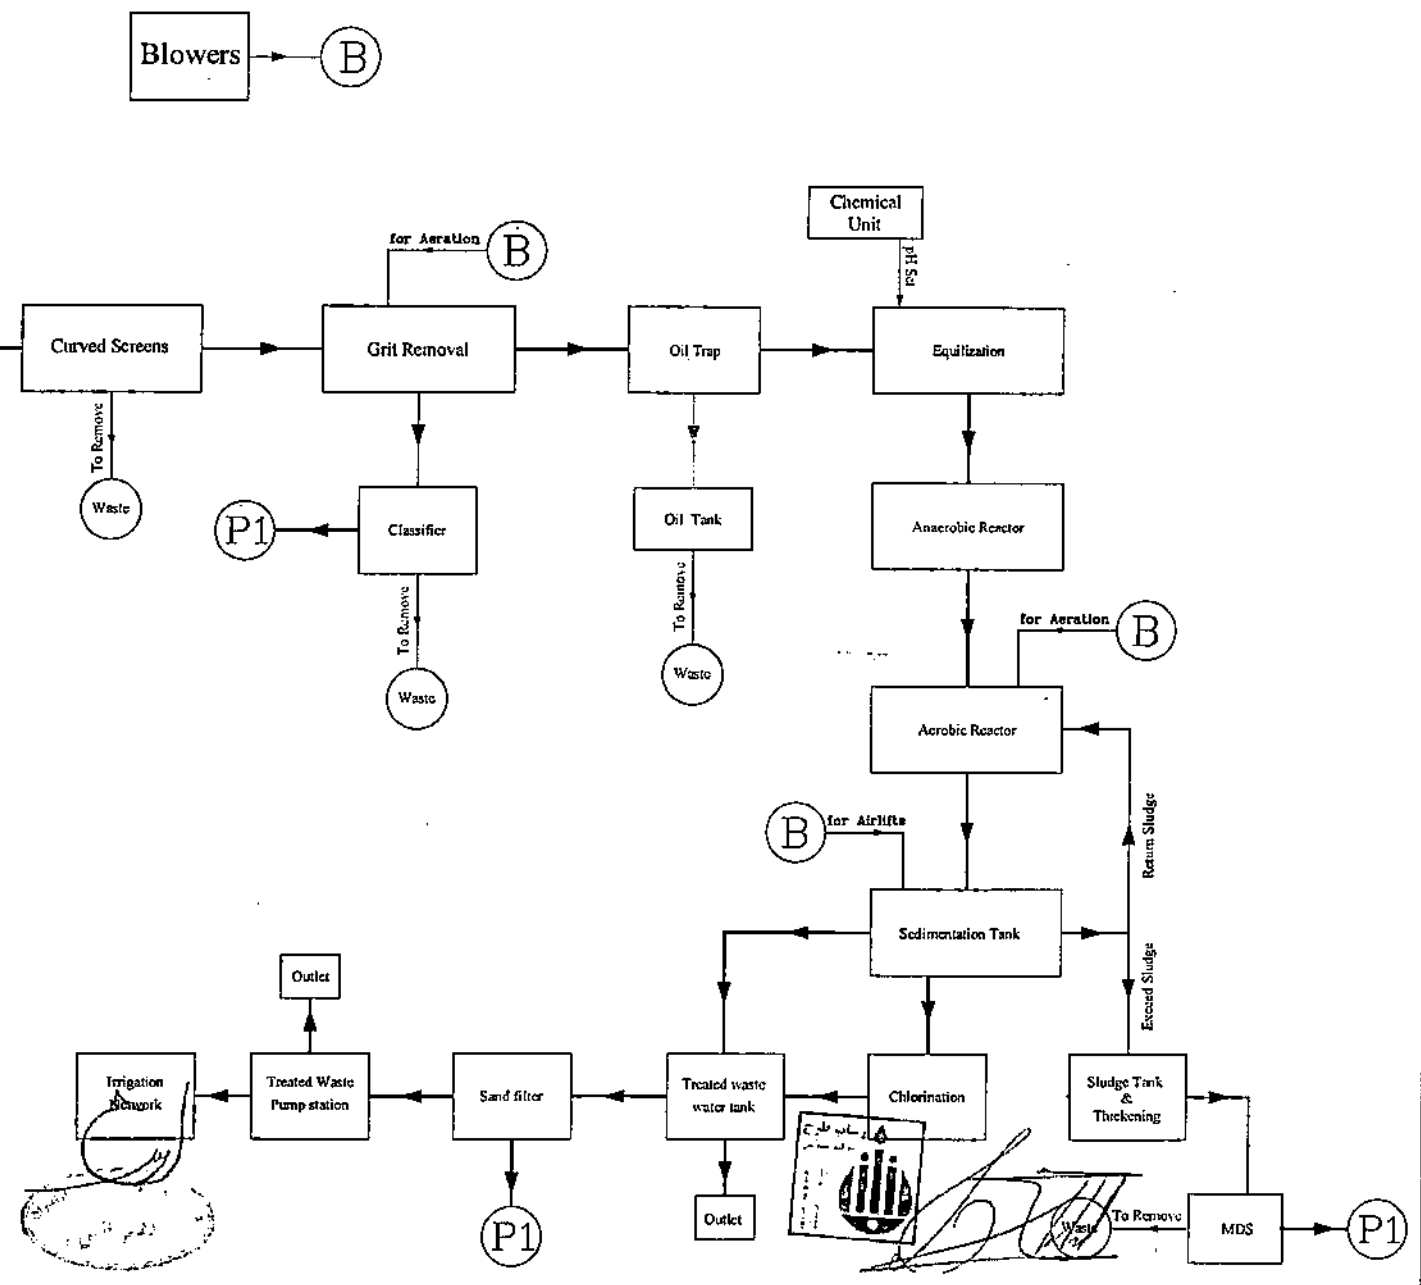 Blowers
B
Chemical
Unit
for Aeration
B
Curved Screens
Grit Removal
Oil Trap
Equilization
To Remove
Waste
P1
Classifier
Oil Tank
Anaerobic Reactor
To Remove
Waste
To Remove
Waste
for Aeration
B
Aerobic Reactor
B
for Airlifts
Return Sludge
Sedimentation Tank
Exceed Sludge
Outlet
Irrigation
Network
Treated Waste
Pump station
Sand filter
Treated waste
water tank
Chlorination
Sludge Tank
&
Thickening
P1
Outlet
Waste
To Remove
MDS
P1